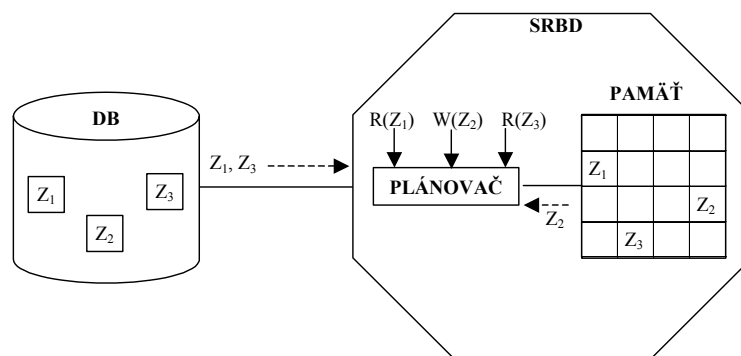 SRBD
PAMÄŤ
DB
R(Z1) W(Z2) R(Z3)
Z1, Z3
PLÁNOVAČ
Z1
Z3
Z2
Z1
Z2
Z2
Z3